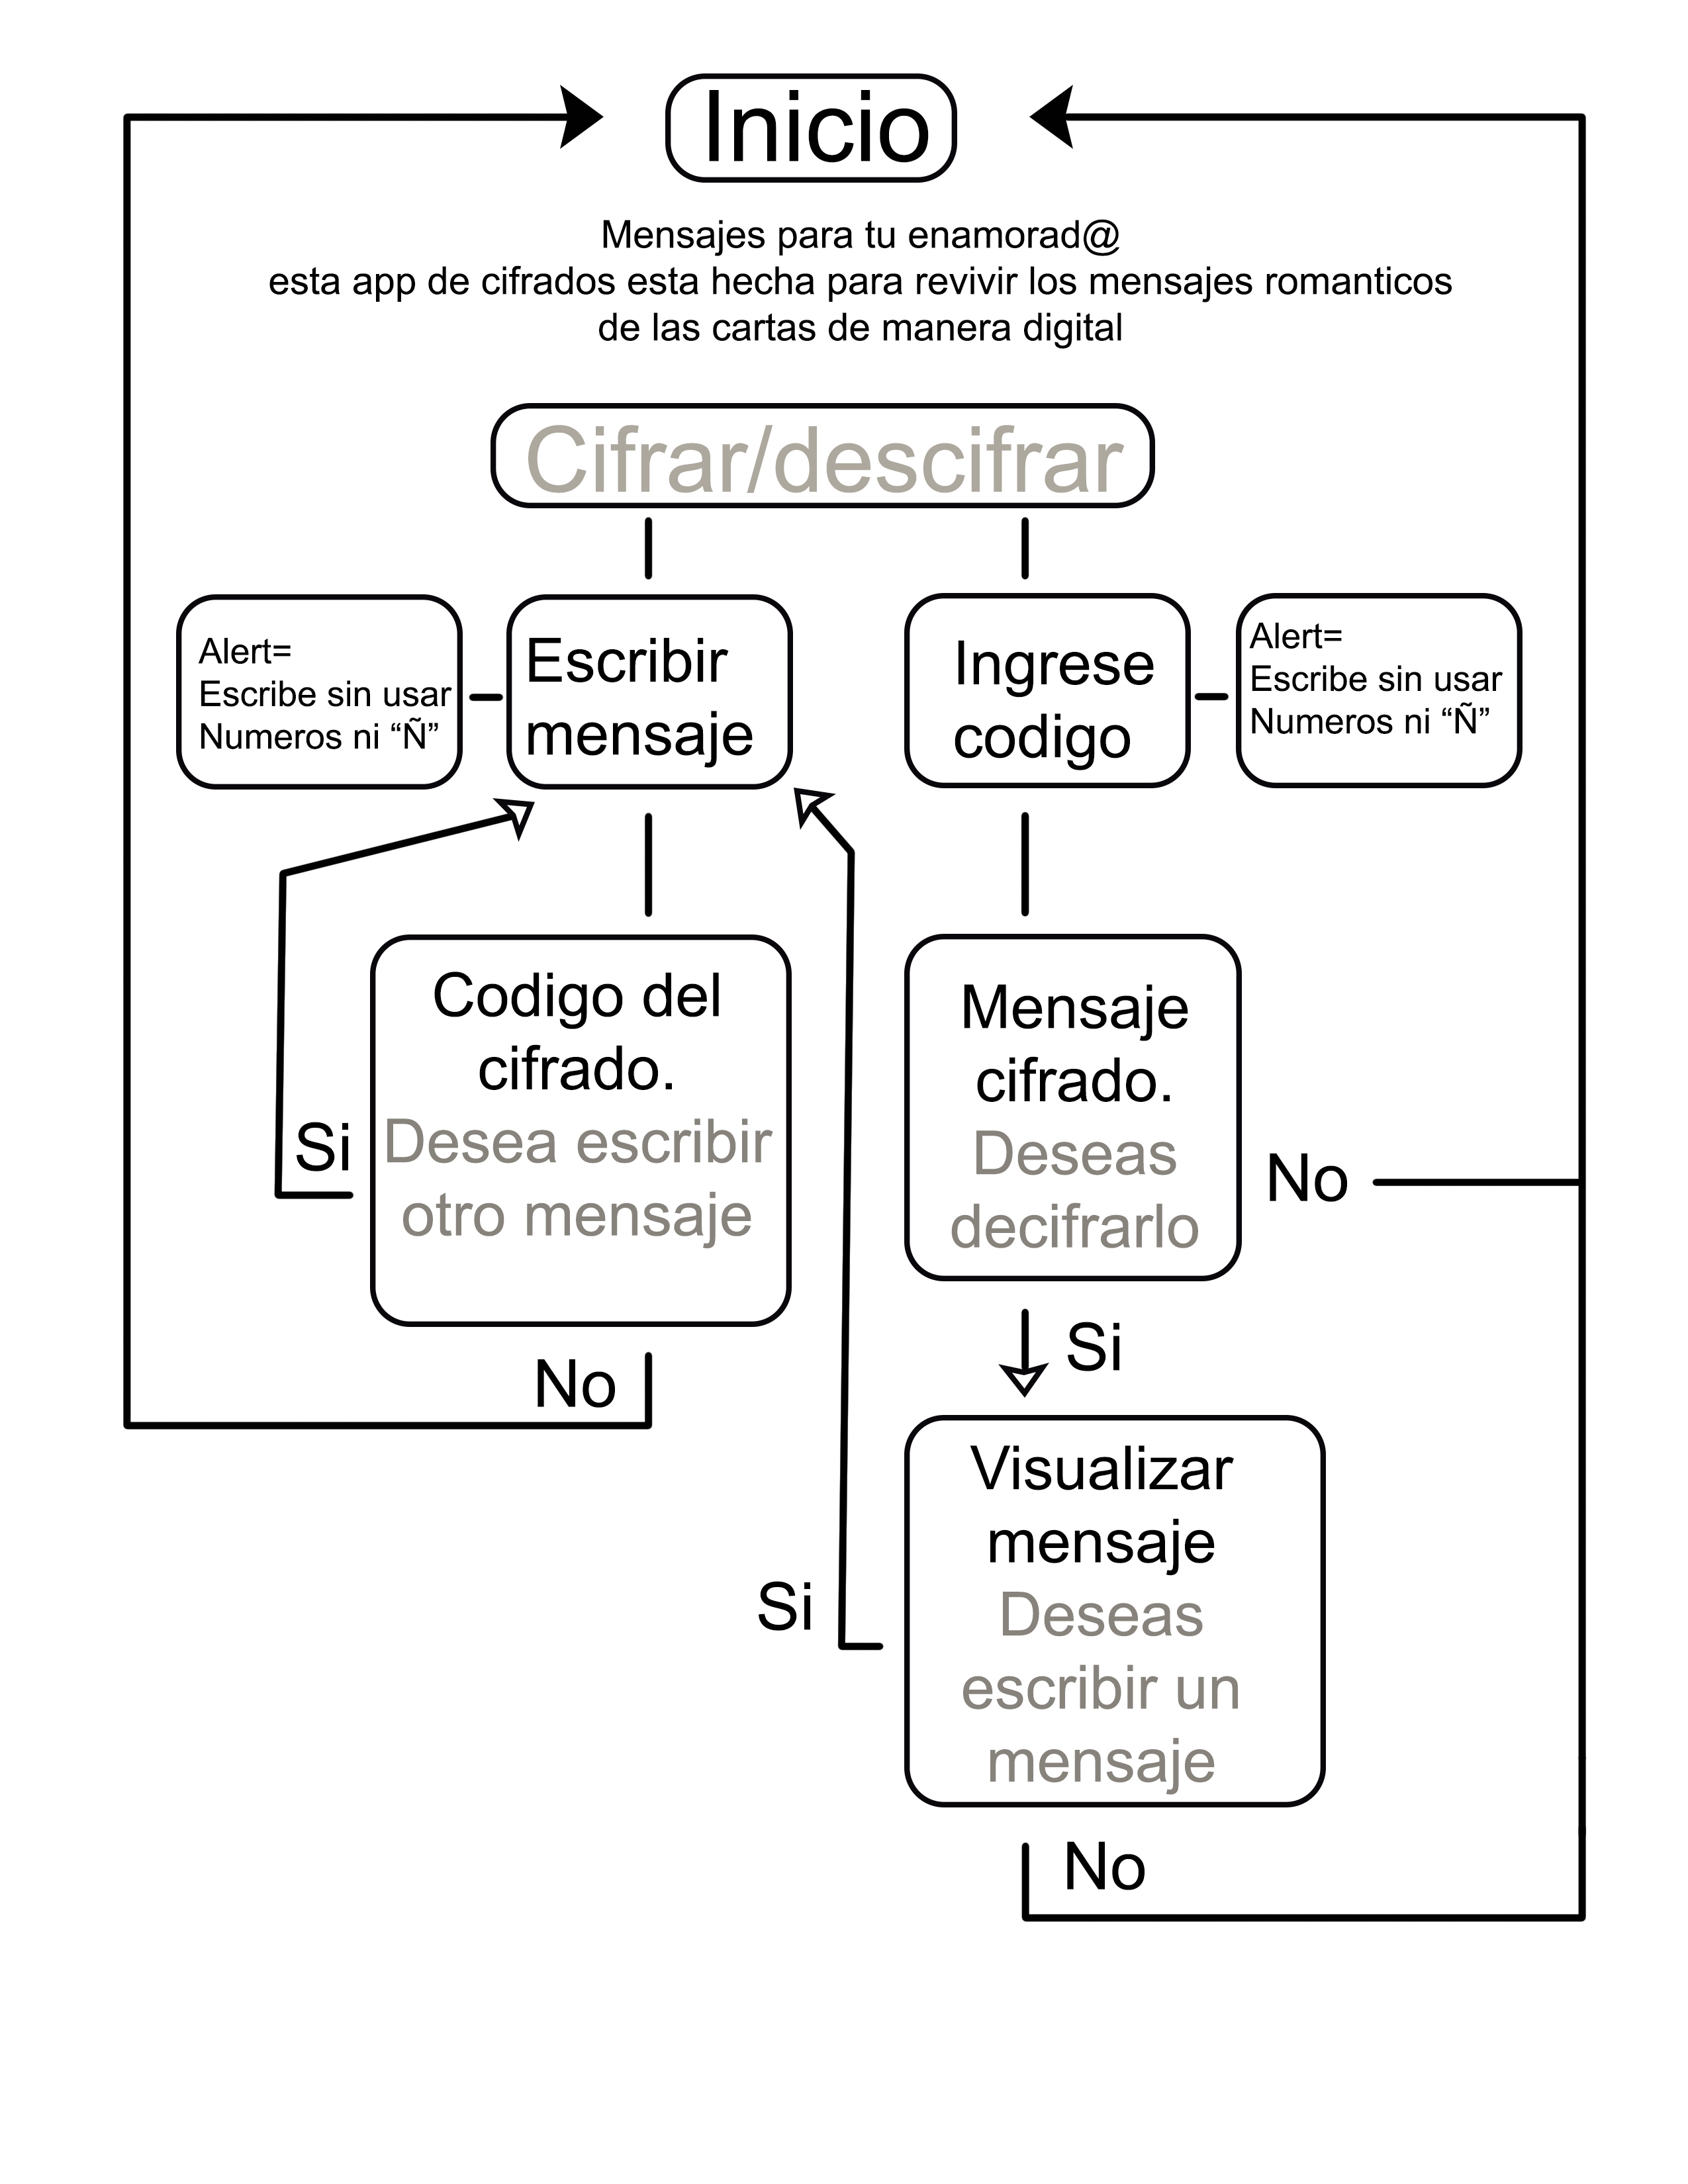 Inicio
Mensajes para tu enamorad@
esta app de cifrados esta hecha para revivir los mensajes romanticos
de las cartas de manera digital
Cifrar/descifrar
Alert=
Escribe sin usar
Numeros ni “Ñ”
Escribir
mensaje
Ingrese
codigo
Alert=
Escribe sin usar
Numeros ni “Ñ”
Codigo del
cifrado.
Desea escribir
otro mensaje
Si
No
Mensaje
cifrado.
Deseas
decifrarlo
No
Si
Visualizar
mensaje
Deseas
escribir un
mensaje
Si
No